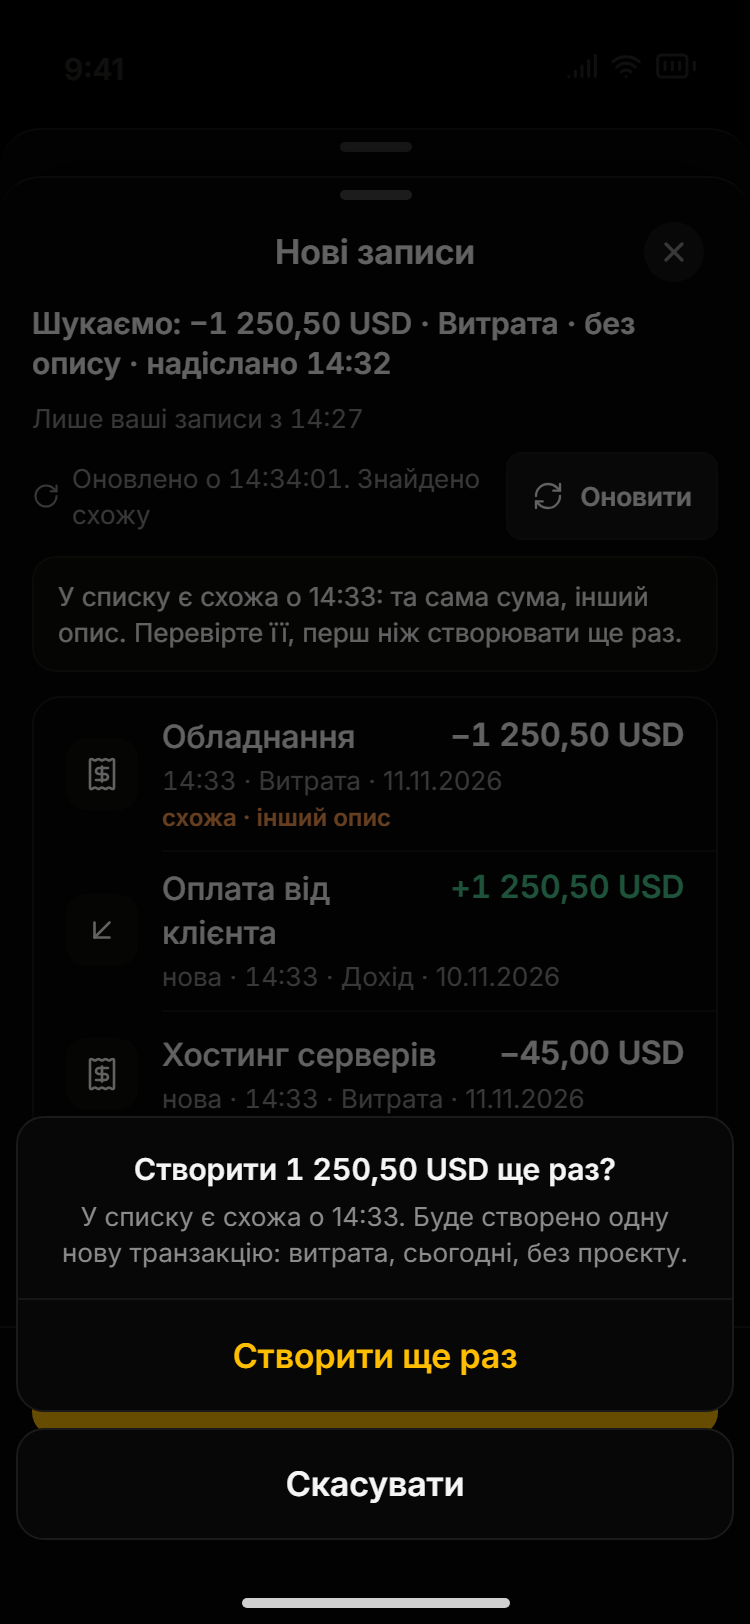 9:41
Нові записи
Шукаємо: −1 250,50 USD · Витрата · без
опису · надіслано 14:32
Лише ваші записи з 14:27
Оновлено о 14:34:01. Знайдено
схожу
Оновити
У списку є схожа о 14:33: та сама сума, інший
опис. Перевірте її, перш ніж створювати ще раз.
Обладнання −1 250,50 USD
14:33 · Витрата · 11.11.2026
схожа · інший опис
Оплата від +1 250,50 USD
клієнта
нова · 14:33 · Дохід · 10.11.2026
Хостинг серверів −45,00 USD
нова · 14:33 · Витрата · 11.11.2026
Створити 1 250,50 USD ще раз?
У списку є схожа о 14:33. Буде створено одну
нову транзакцію: витрата, сьогодні, без проєкту.
Створити ще раз
Скасувати